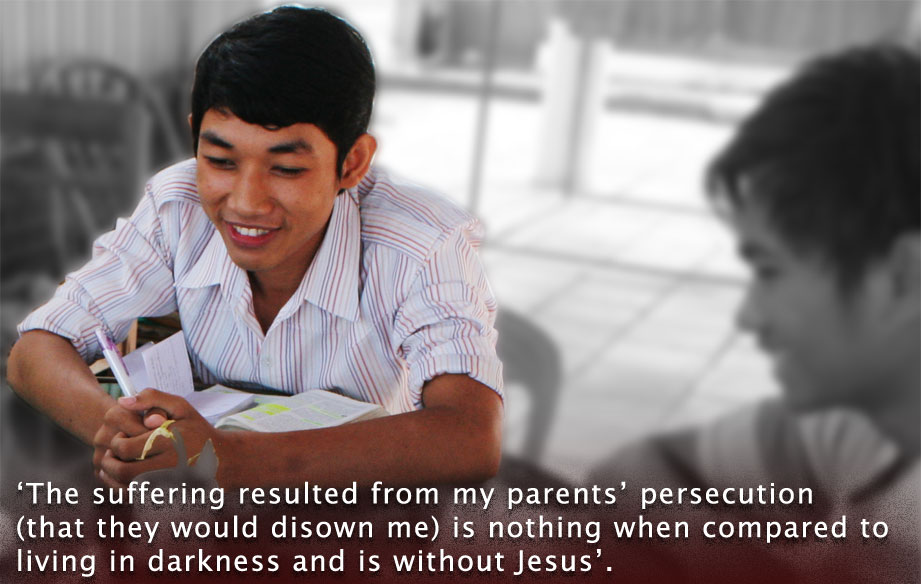 ‘The suffering resulted from my parents’ persecution
(that they would disown me) is nothing when compared to
living in darkness and is without Jesus’.